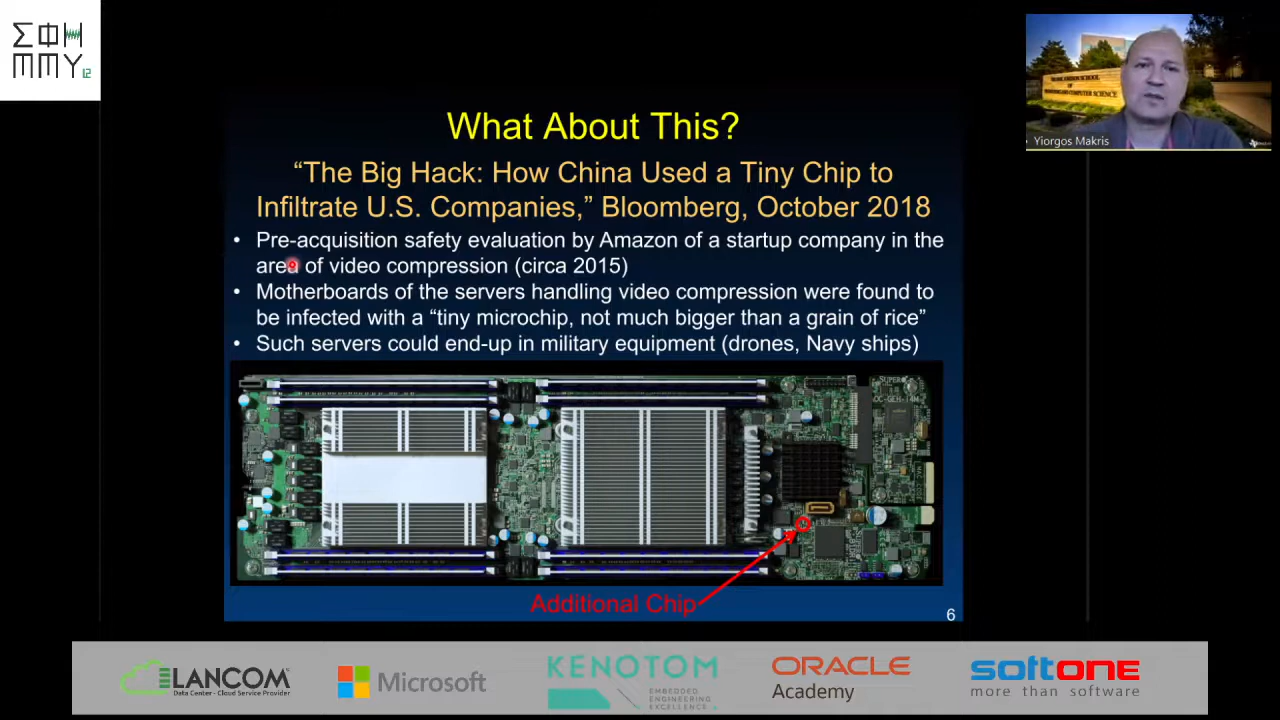 ΣΦΗ
ΜΜΥ 12
Yiorgos Makris
What About This?
“The Big Hack: How China Used a Tiny Chip to
Infiltrate U.S. Companies,” Bloomberg, October 2018
• Pre-acquisition safety evaluation by Amazon of a startup company in the
area of video compression (circa 2015)
• Motherboards of the servers handling video compression were found to
be infected with a “tiny microchip, not much bigger than a grain of rice”
• Such servers could end-up in military equipment (drones, Navy ships)
Additional Chip
6
LANCOM
Data Center - Cloud Service Provider
Microsoft
KENOTOM
EMBEDDED
ENGINEERING
EXCELLENCE
ORACLE
Academy
softone
more than software